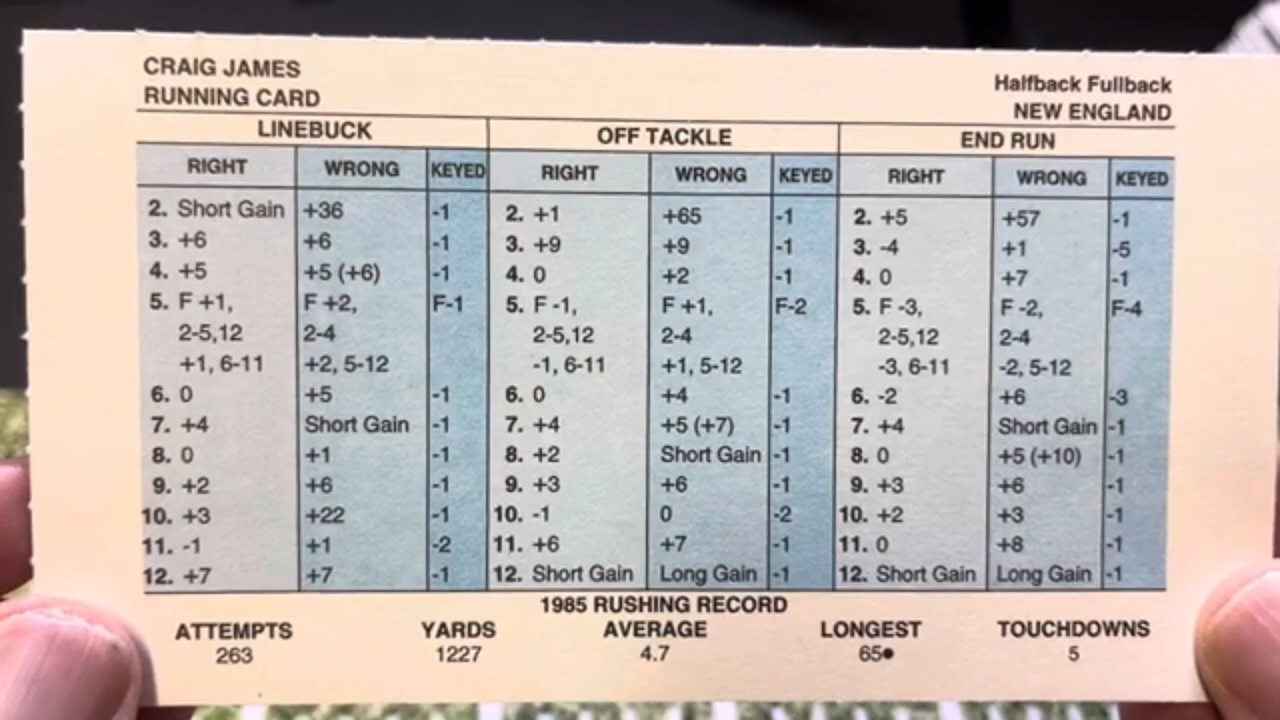 CRAIG JAMES
RUNNING CARD
Halfback Fullback
NEW ENGLAND
LINEBUCK OFF TACKLE END RUN
RIGHT WRONG KEYED RIGHT WRONG KEYED RIGHT WRONG KEYED
2. Short Gain +36 -1 2. +1 +65 -1 2. +5 +57 -1
3. +6 +6 -1 3. +9 +9 -1 3. -4 +1 -5
4. +5 +5 (+6) -1 4. 0 +2 -1 4. 0 +7 -1
5. F +1, F +2, F-1 5. F -1, F +1, F-2 5. F -3, F -2, F-4
2-5,12 2-4 2-5,12 2-4 2-5,12 2-4
+1, 6-11 +2, 5-12 -1, 6-11 +1, 5-12 -3, 6-11 -2, 5-12
6. 0 +5 -1 6. 0 +4 -1 6. -2 +6 -3
7. +4 Short Gain -1 7. +4 +5 (+7) -1 7. +4 Short Gain -1
8. 0 +1 -1 8. +2 Short Gain -1 8. 0 +5 (+10) -1
9. +2 +6 -1 9. +3 +6 -1 9. +3 +6 -1
10. +3 +22 -1 10. -1 0 -2 10. +2 +3 -1
11. -1 +1 -2 11. +6 +7 -1 11. 0 +8 -1
12. +7 +7 -1 12. Short Gain Long Gain -1 12. Short Gain Long Gain -1
1985 RUSHING RECORD
ATTEMPTS YARDS AVERAGE LONGEST TOUCHDOWNS
263 1227 4.7 65● 5